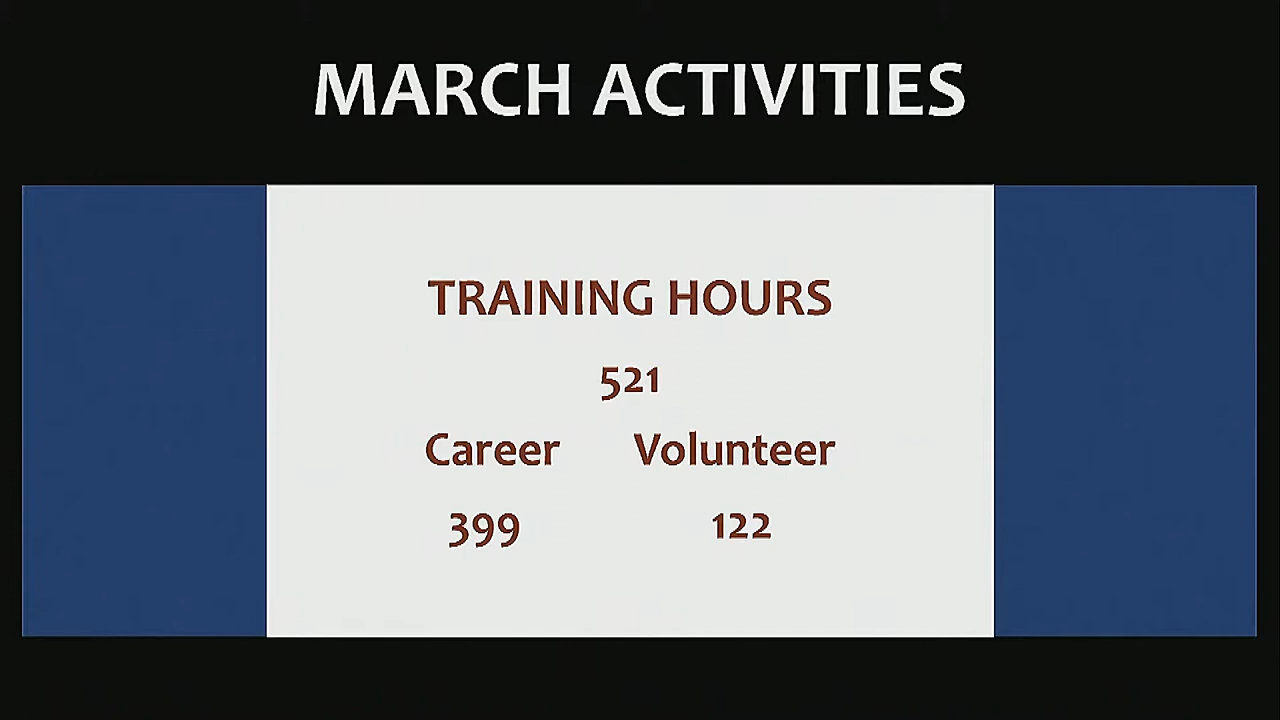 MARCH ACTIVITIES
TRAINING HOURS
521
Career Volunteer
399 122